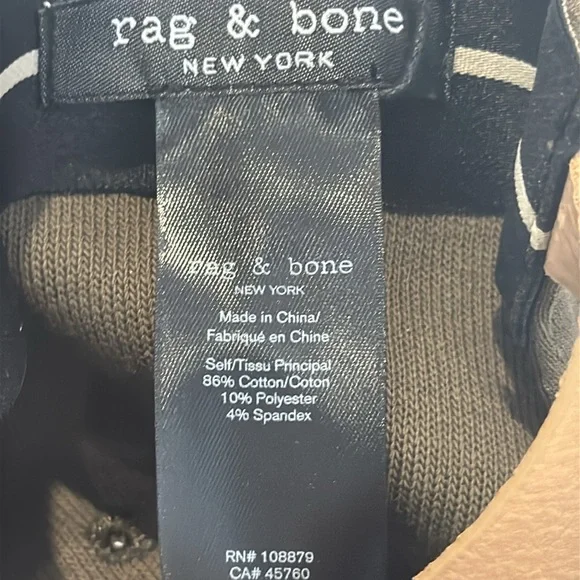 rag & bone
NEW YORK
rag & bone
NEW YORK
Made in China/
Fabriqué en Chine
Self/Tissu Principal
86% Cotton/Coton
10% Polyester
4% Spandex
RN# 108879
CA# 45760